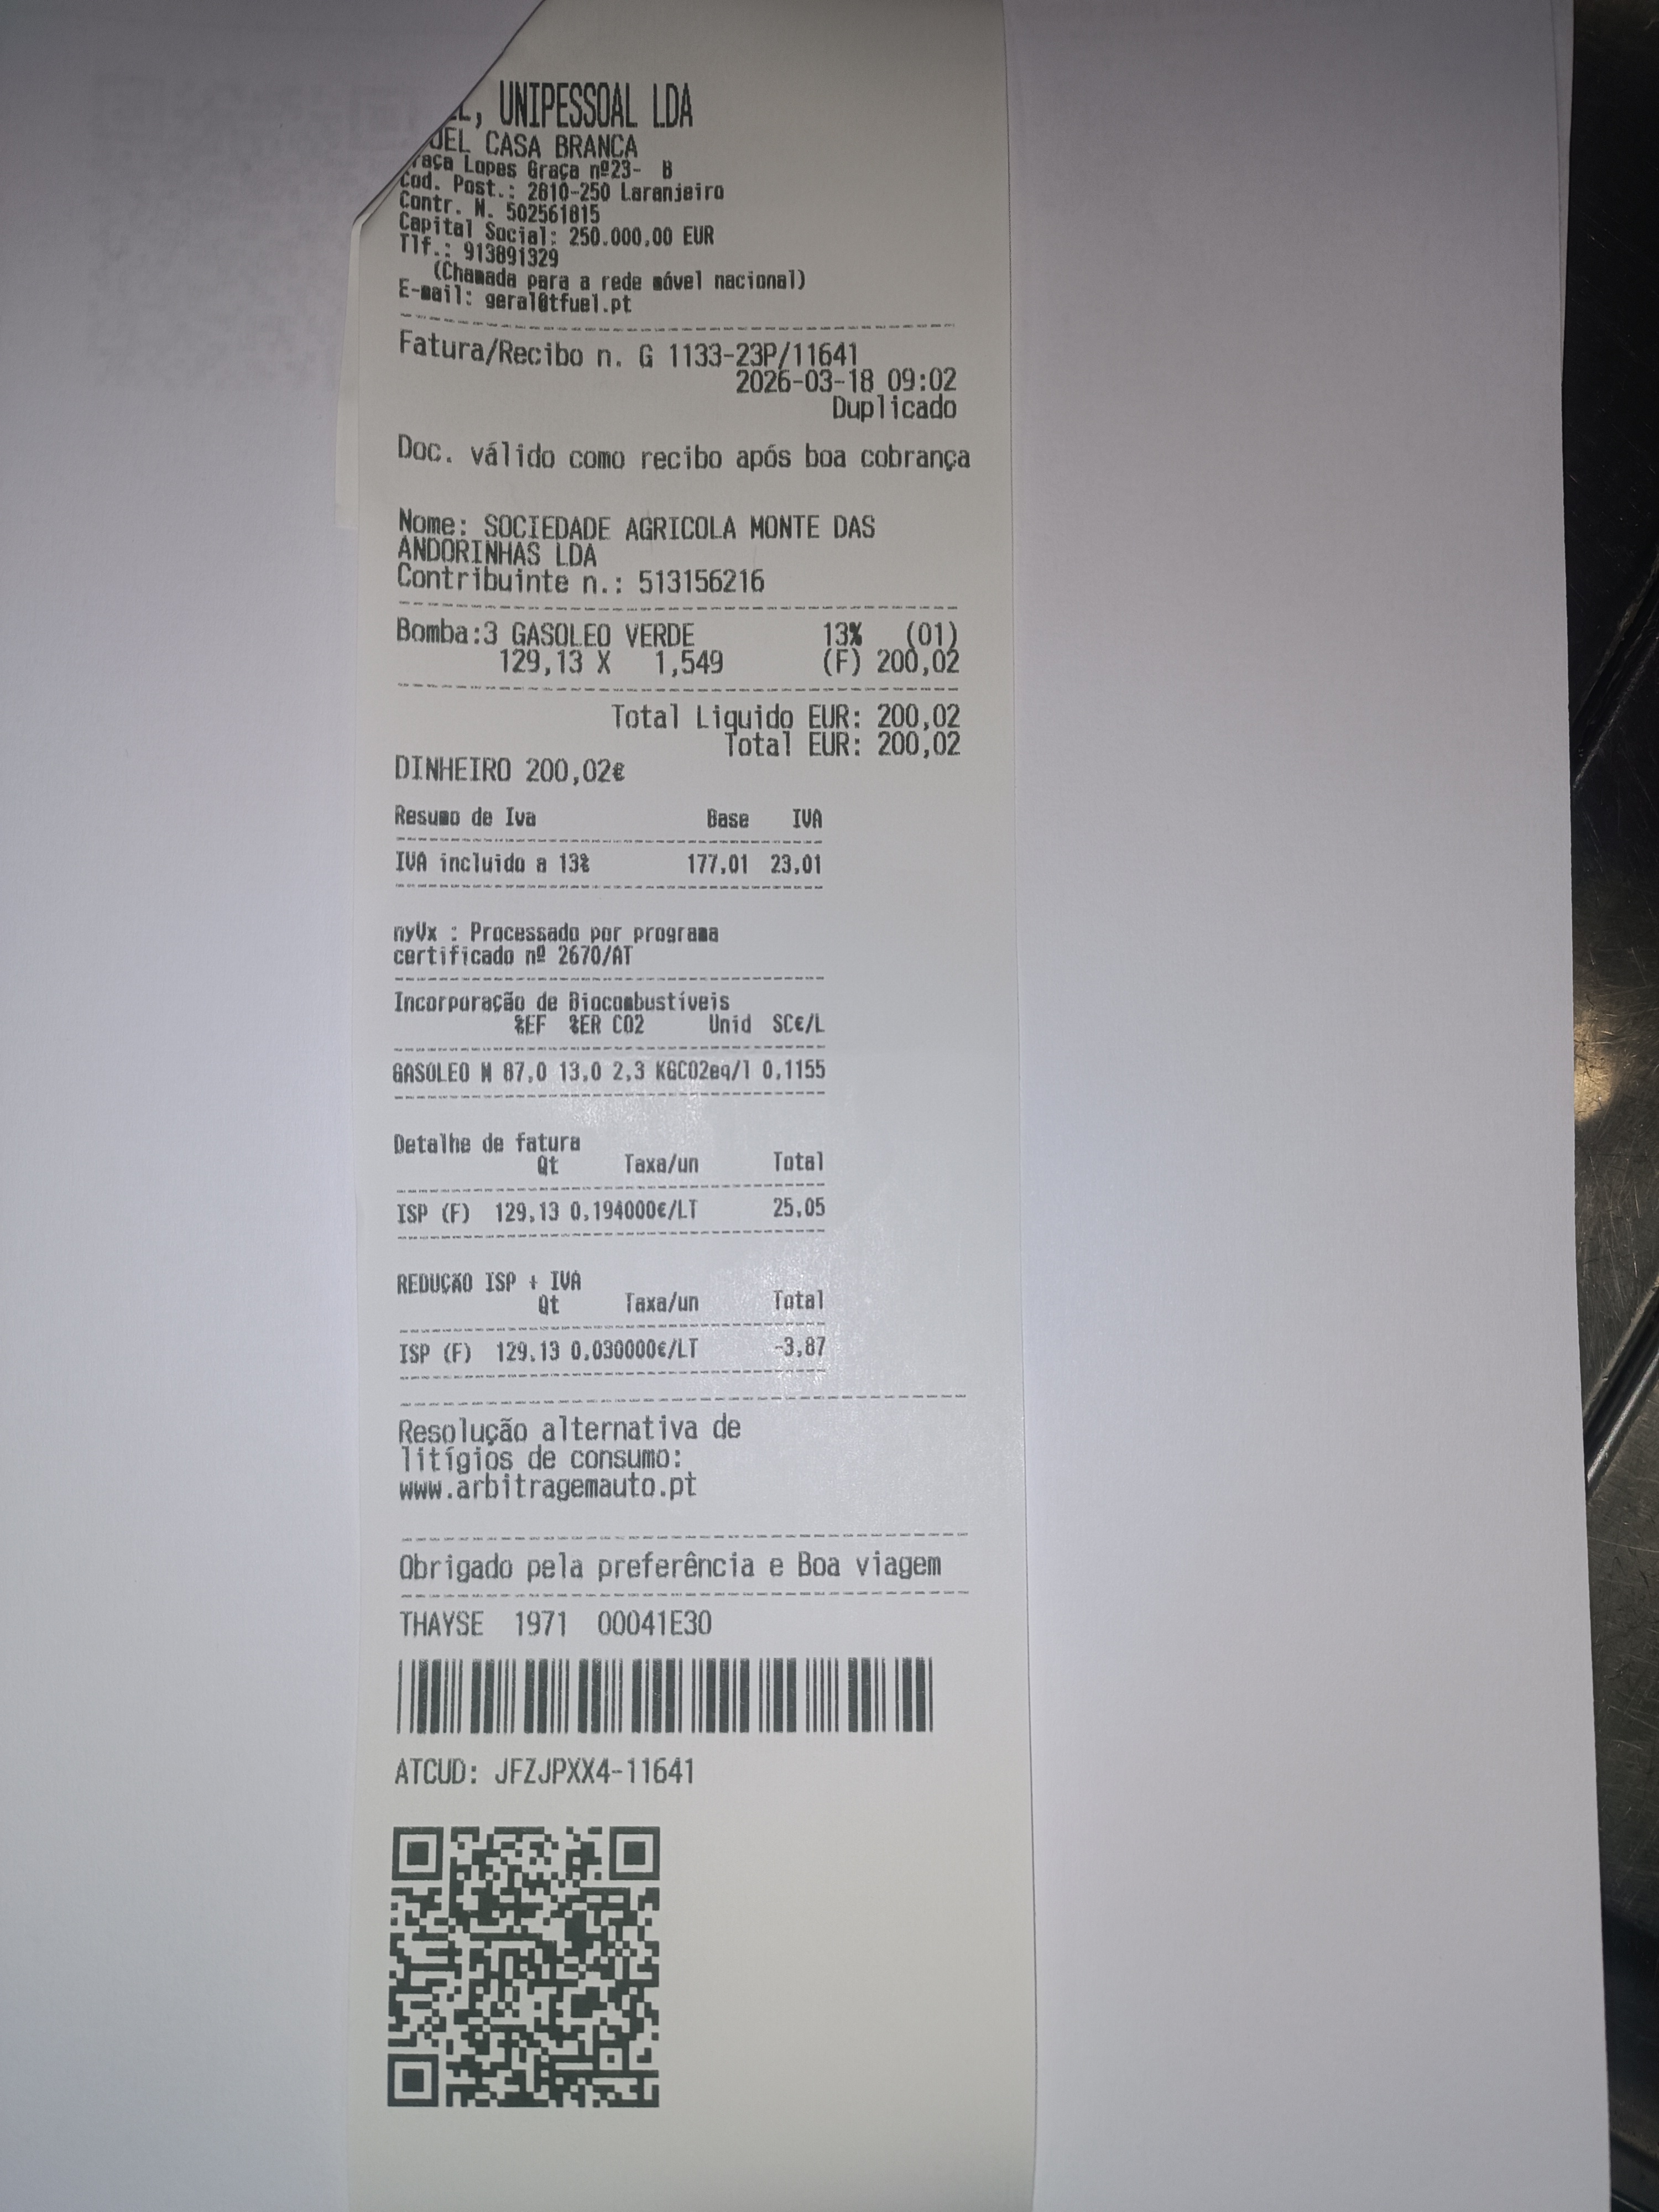 , UNIPESSOAL LDA
CASA BRANCA
Lopes Graça nº23- B
Cod. Post.: 2810-250 Laranjeiro
Contr. N. 502561815
Capital Social: 250.000,00 EUR
Tlf.: 913891329
(Chamada para a rede móvel nacional)
E-mail: geral@tfuel.pt
Fatura/Recibo n. G 1133-23P/11641
2026-03-18 09:02
Duplicado
Doc. válido como recibo após boa cobrança
Nome: SOCIEDADE AGRICOLA MONTE DAS
ANDORINHAS LDA
Contribuinte n.: 513156216
Bomba:3 GASOLEO VERDE 13% (01)
129,13 X 1,549 (F) 200,02
Total Liquido EUR: 200,02
Total EUR: 200,02
DINHEIRO 200,02€
Resumo de Iva Base IVA
IVA incluido a 13% 177,01 23,01
nyVx : Processado por programa
certificado nº 2670/AT
Incorporação de Biocombustíveis
%EF %ER CO2 Unid SC€/L
GASOLEO M 87,0 13,0 2,3 KGCO2eq/l 0,1155
Detalhe de fatura
Qt Taxa/un Total
ISP (F) 129,13 0,194000€/LT 25,05
REDUÇÃO ISP + IVA
Qt Taxa/un Total
ISP (F) 129,13 0,030000€/LT -3,87
Resolução alternativa de
litígios de consumo:
www.arbitragemauto.pt
Obrigado pela preferência e Boa viagem
THAYSE 1971 00041E30
ATCUD: JFZJPXX4-11641